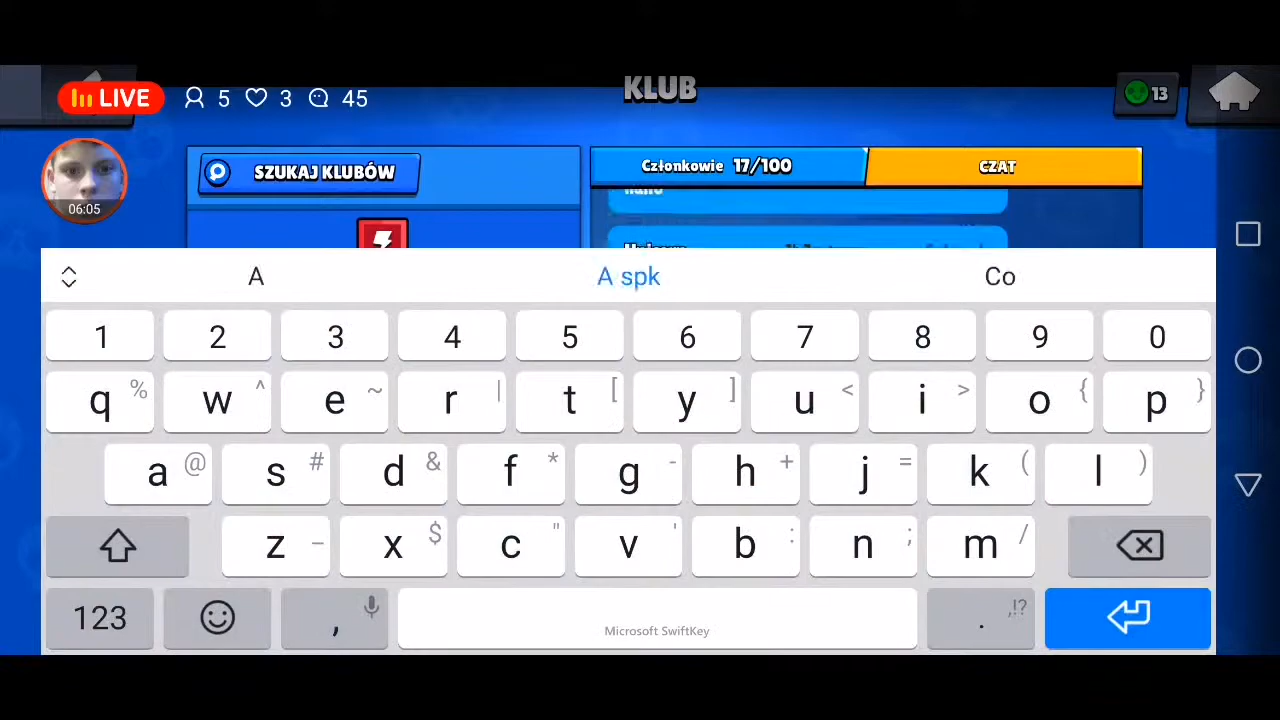 LIVE 5 3 45
KLUB
13
06:05
SZUKAJ KLUBÓW
Członkowie 17/100
CZAT
A
A spk
Co
1 2 3 4 5 6 7 8 9 0
q % w ^ e ~ r | t [ y ] u < i > o { p }
a @ s # d & f * g - h + j = k ( l )
z _ x $ c " v ' b : n ; m /
123 , . ,!?
Microsoft SwiftKey